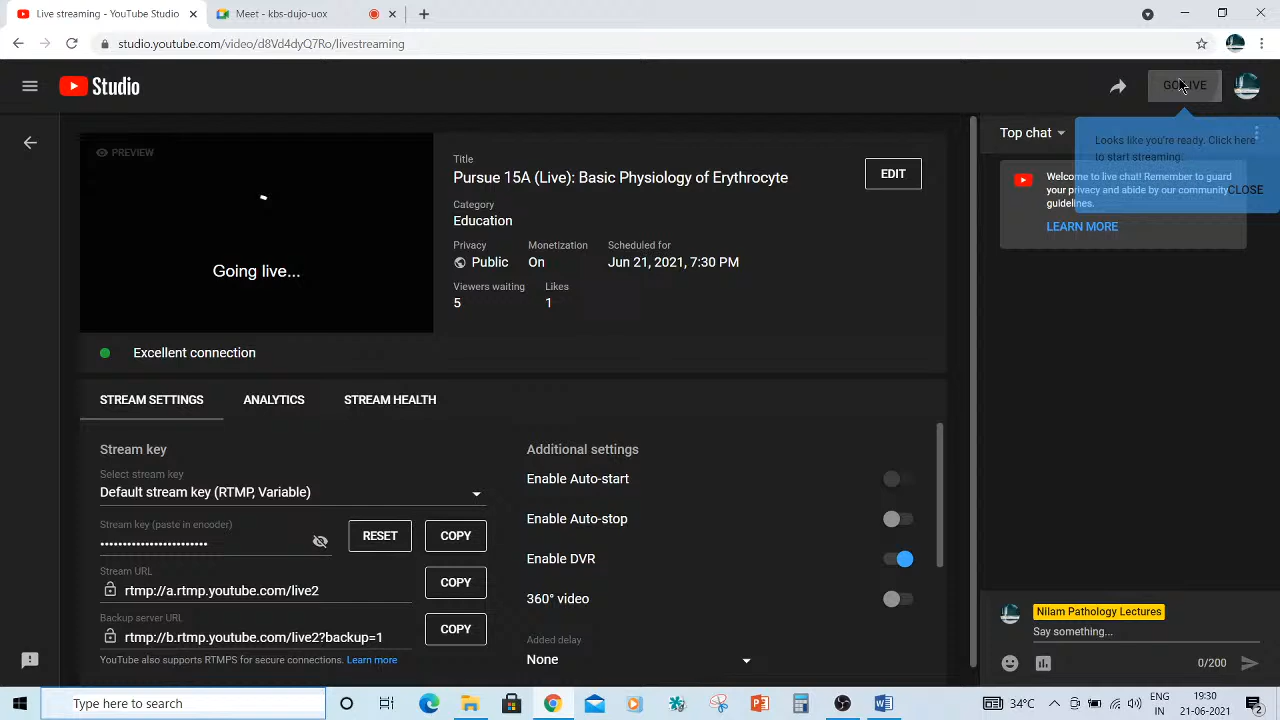 Live streaming - YouTube Studio
Meet - kbs-dujo-uox
studio.youtube.com/video/d8Vd4dyQ7Ro/livestreaming
Studio
GO LIVE
PREVIEW
Going live...
Excellent connection
Title
Pursue 15A (Live): Basic Physiology of Erythrocyte
EDIT
Category
Education
Privacy Monetization Scheduled for
Public On Jun 21, 2021, 7:30 PM
Viewers waiting Likes
5 1
Top chat
Looks like you're ready. Click here
to start streaming.
CLOSE
Welcome to live chat! Remember to guard
your privacy and abide by our community
guidelines.
LEARN MORE
STREAM SETTINGS ANALYTICS STREAM HEALTH
Stream key
Select stream key
Default stream key (RTMP, Variable)
Stream key (paste in encoder)
••••••••••••••••••••••••
RESET COPY
Stream URL
rtmp://a.rtmp.youtube.com/live2
COPY
Backup server URL
rtmp://b.rtmp.youtube.com/live2?backup=1
COPY
YouTube also supports RTMPS for secure connections. Learn more
Additional settings
Enable Auto-start
Enable Auto-stop
Enable DVR
360° video
Added delay
None
Nilam Pathology Lectures
Say something...
0/200
Type here to search
34°C
ENG
IN
19:30
21-06-2021
2